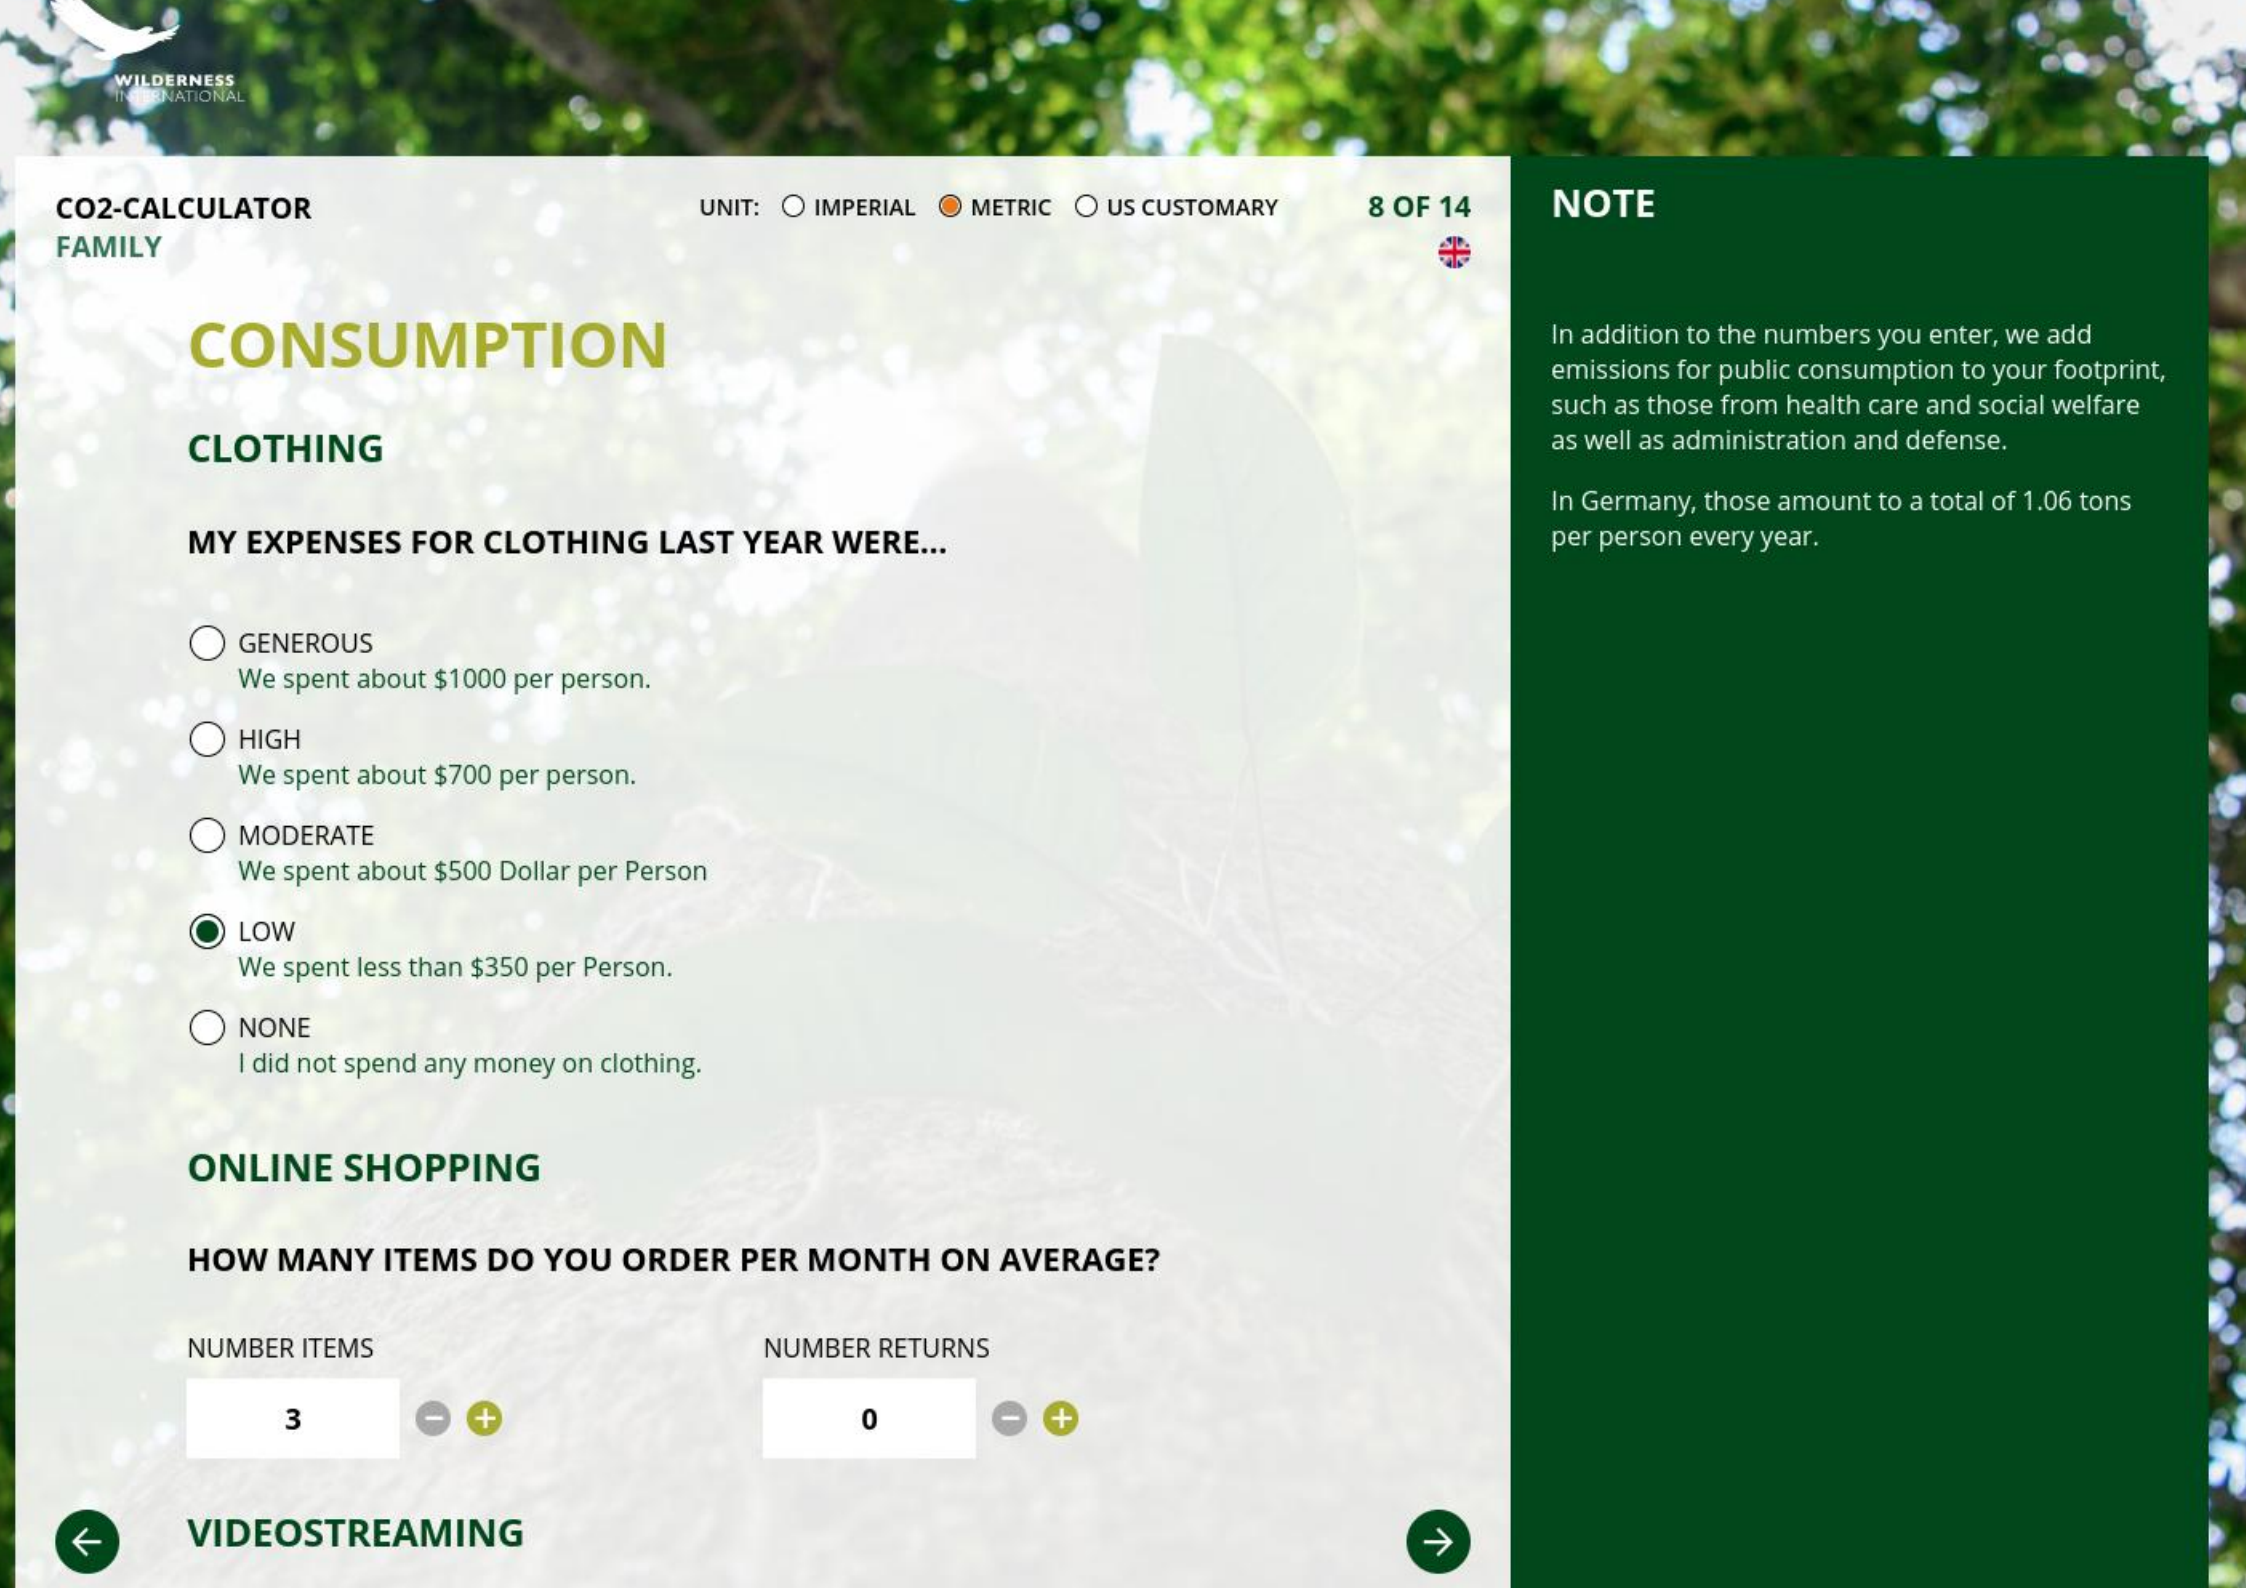 WILDERNESS
INTERNATIONAL
CO2-CALCULATOR
FAMILY
UNIT: IMPERIAL METRIC US CUSTOMARY
8 OF 14
CONSUMPTION
CLOTHING
MY EXPENSES FOR CLOTHING LAST YEAR WERE...
GENEROUS
We spent about $1000 per person.
HIGH
We spent about $700 per person.
MODERATE
We spent about $500 Dollar per Person
LOW
We spent less than $350 per Person.
NONE
I did not spend any money on clothing.
ONLINE SHOPPING
HOW MANY ITEMS DO YOU ORDER PER MONTH ON AVERAGE?
NUMBER ITEMS
3
NUMBER RETURNS
0
VIDEOSTREAMING
NOTE
In addition to the numbers you enter, we add
emissions for public consumption to your footprint,
such as those from health care and social welfare
as well as administration and defense.
In Germany, those amount to a total of 1.06 tons
per person every year.